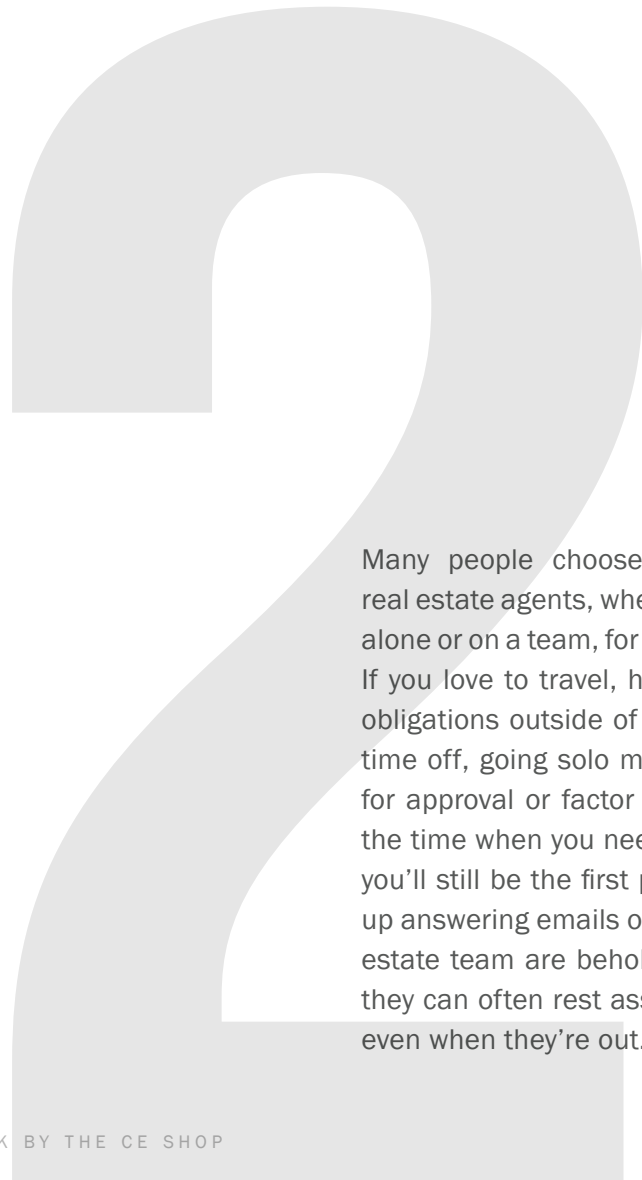 2
Many people choose
real estate agents, whe
alone or on a team, for
If you love to travel, h
obligations outside of
time off, going solo m
for approval or factor
the time when you nee
you’ll still be the first p
up answering emails o
estate team are behol
they can often rest ass
even when they’re out.
K BY THE CE SHOP